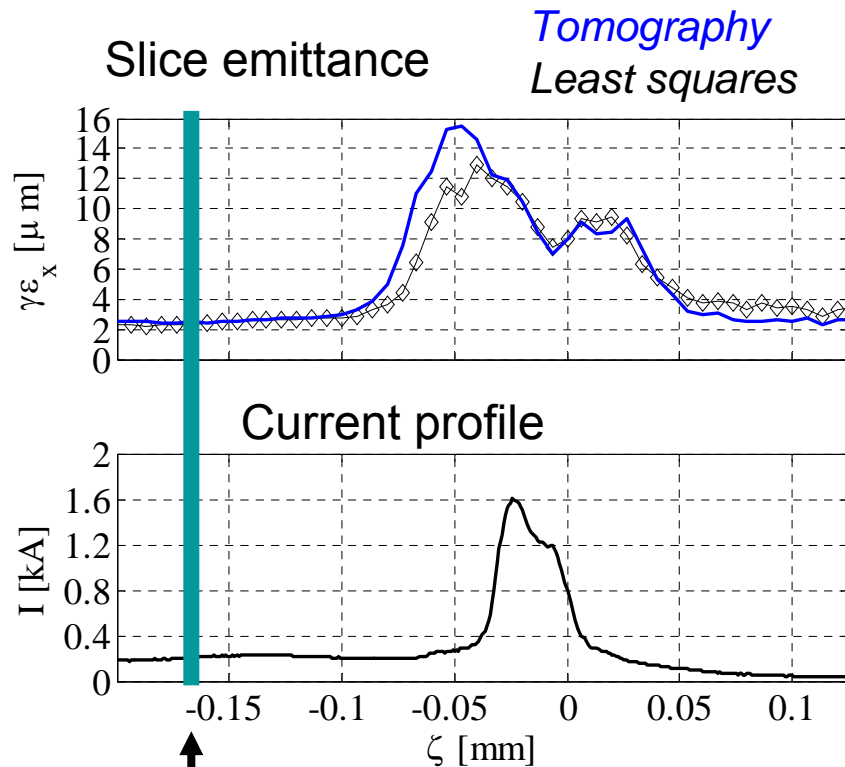 Slice emittance
Tomography
Least squares
16
14
12
10
8
6
4
2
0
γε_x [μ m]
Current profile
2
1.6
1.2
0.8
0.4
0
I [kA]
-0.15 -0.1 -0.05 0 0.05 0.1
ζ [mm]